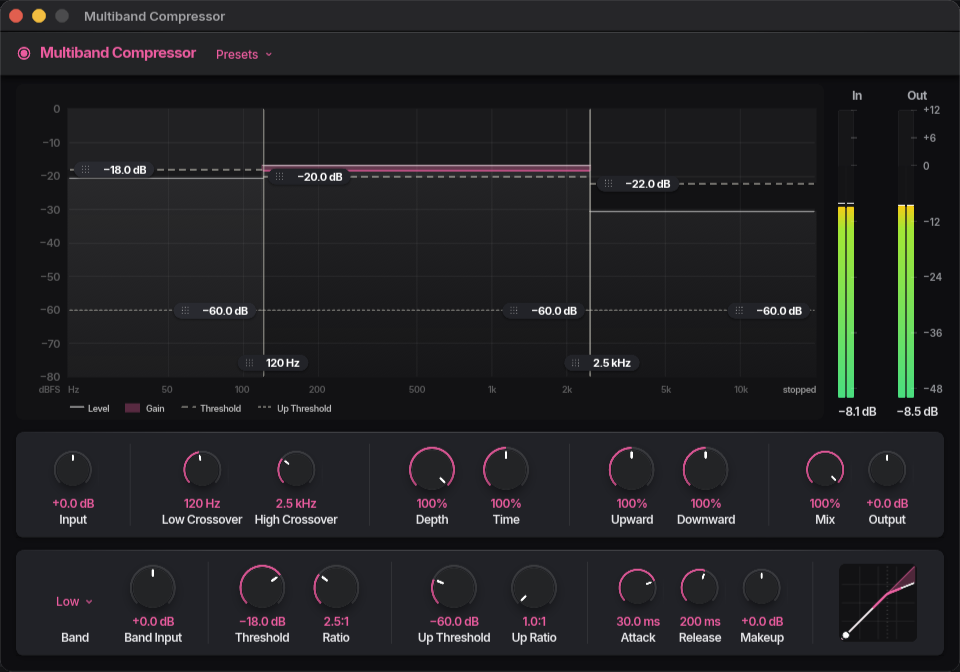 Multiband Compressor
Multiband Compressor Presets
In Out
0 +12
−10 +6
−18.0 dB 0
−20 −20.0 dB −22.0 dB
−30 −12
−40
−50 −24
−60 −60.0 dB −60.0 dB −60.0 dB
−70 −36
120 Hz 2.5 kHz
−80
dBFS Hz 50 100 200 500 1k 2k 5k 10k stopped −48
Level Gain Threshold Up Threshold −8.1 dB −8.5 dB
+0.0 dB 120 Hz 2.5 kHz 100% 100% 100% 100% 100% +0.0 dB
Input Low Crossover High Crossover Depth Time Upward Downward Mix Output
Low
+0.0 dB −18.0 dB 2.5:1 −60.0 dB 1.0:1 30.0 ms 200 ms +0.0 dB
Band Band Input Threshold Ratio Up Threshold Up Ratio Attack Release Makeup